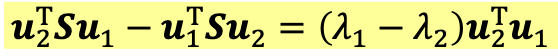 𝒖₂ᵀ𝑺𝒖₁ − 𝒖₁ᵀ𝑺𝒖₂ = (𝜆₁ − 𝜆₂)𝒖₂ᵀ𝒖₁